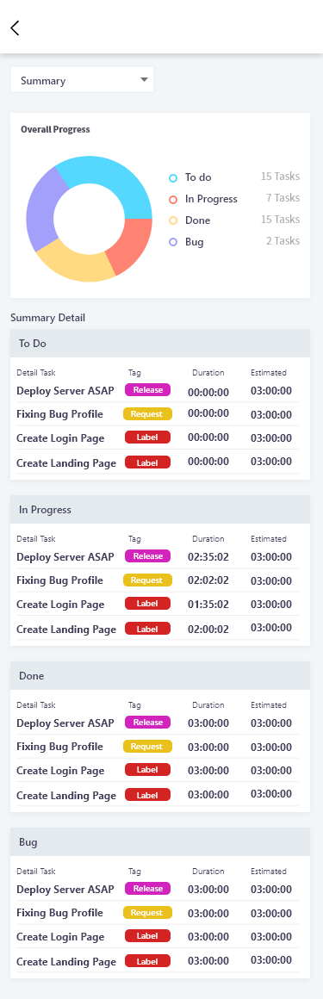 Summary
Overall Progress
To do 15 Tasks
In Progress 7 Tasks
Done 15 Tasks
Bug 2 Tasks
Summary Detail
To Do
Detail Task Tag Duration Estimated
Deploy Server ASAP Release 00:00:00 03:00:00
Fixing Bug Profile Request 00:00:00 03:00:00
Create Login Page Label 00:00:00 03:00:00
Create Landing Page Label 00:00:00 03:00:00
In Progress
Detail Task Tag Duration Estimated
Deploy Server ASAP Release 02:35:02 03:00:00
Fixing Bug Profile Request 02:02:02 03:00:00
Create Login Page Label 01:35:02 03:00:00
Create Landing Page Label 02:00:02 03:00:00
Done
Detail Task Tag Duration Estimated
Deploy Server ASAP Release 03:00:00 03:00:00
Fixing Bug Profile Request 03:00:00 03:00:00
Create Login Page Label 03:00:00 03:00:00
Create Landing Page Label 03:00:00 03:00:00
Bug
Detail Task Tag Duration Estimated
Deploy Server ASAP Release 03:00:00 03:00:00
Fixing Bug Profile Request 03:00:00 03:00:00
Create Login Page Label 03:00:00 03:00:00
Create Landing Page Label 03:00:00 03:00:00